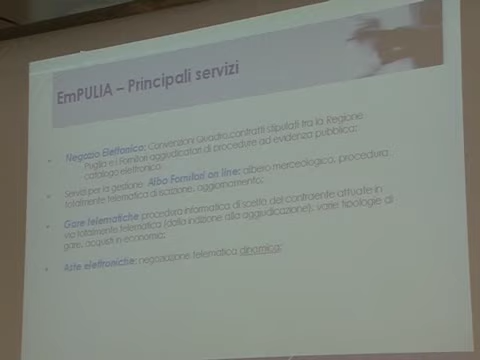 EmPULIA – Principali servizi
• Negozio Elettronico: Convenzioni Quadro,contratti stipulati tra la Regione
Puglia e i Fornitori aggiudicatari di procedure ad evidenza pubblica;
catalogo elettronico
• Servizi per la gestione Albo Fornitori on line: albero merceologico, procedura
totalmente telematica di iscrizione, aggiornamento;
• Gare telematiche procedura informatica di scelta del contraente attuate in
via totalmente telematica (dalla indizione alla aggiudicazione), varie tipologie di
gare, acquisti in economia;
• Aste elettroniche: negoziazione telematica dinamica;